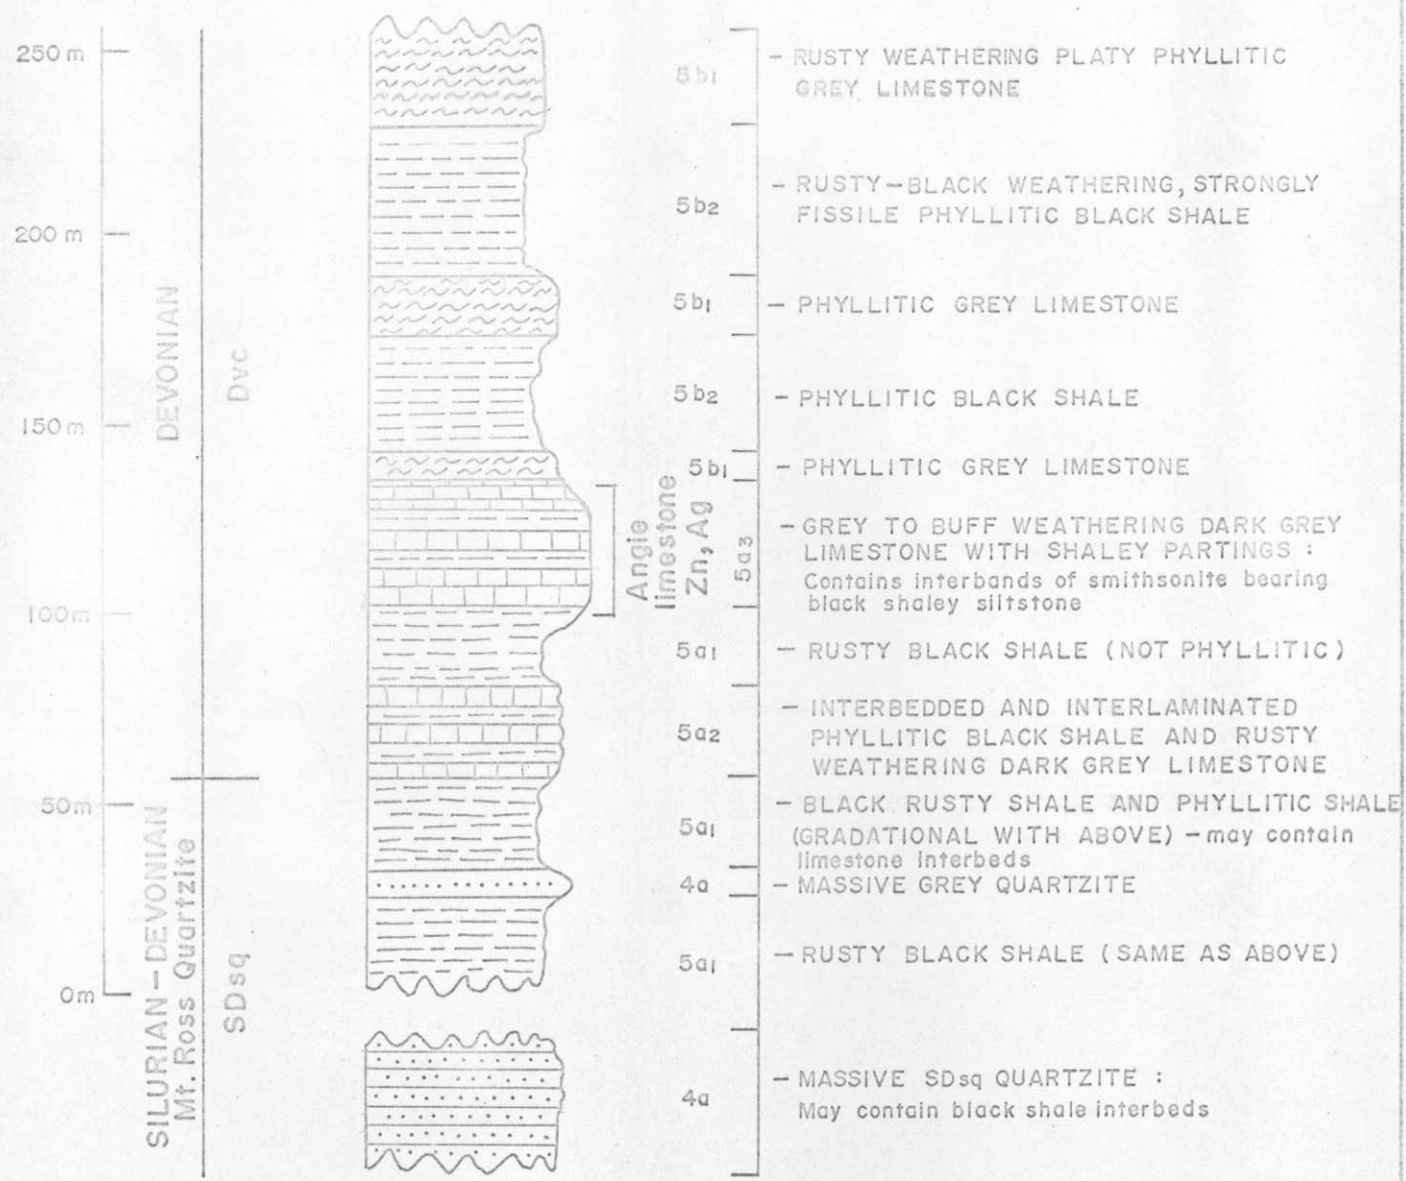 250 m
200 m
150 m
100m
50m
0m
DEVONIAN
Dvc
SILURIAN-DEVONIAN
Mt. Ross Quartzite
SDsq
Angie
limestone
Zn, Ag
5b1
- RUSTY WEATHERING PLATY PHYLLITIC
GREY LIMESTONE
5b2
- RUSTY-BLACK WEATHERING, STRONGLY
FISSILE PHYLLITIC BLACK SHALE
5b1
- PHYLLITIC GREY LIMESTONE
5b2
- PHYLLITIC BLACK SHALE
5b1
- PHYLLITIC GREY LIMESTONE
5a3
- GREY TO BUFF WEATHERING DARK GREY
LIMESTONE WITH SHALEY PARTINGS :
Contains interbands of smithsonite bearing
black shaley siltstone
5a1
- RUSTY BLACK SHALE (NOT PHYLLITIC)
5a2
- INTERBEDDED AND INTERLAMINATED
PHYLLITIC BLACK SHALE AND RUSTY
WEATHERING DARK GREY LIMESTONE
5a1
- BLACK RUSTY SHALE AND PHYLLITIC SHALE
(GRADATIONAL WITH ABOVE) - may contain
limestone interbeds
4a
- MASSIVE GREY QUARTZITE
5a1
- RUSTY BLACK SHALE (SAME AS ABOVE)
4a
- MASSIVE SDsq QUARTZITE :
May contain black shale interbeds